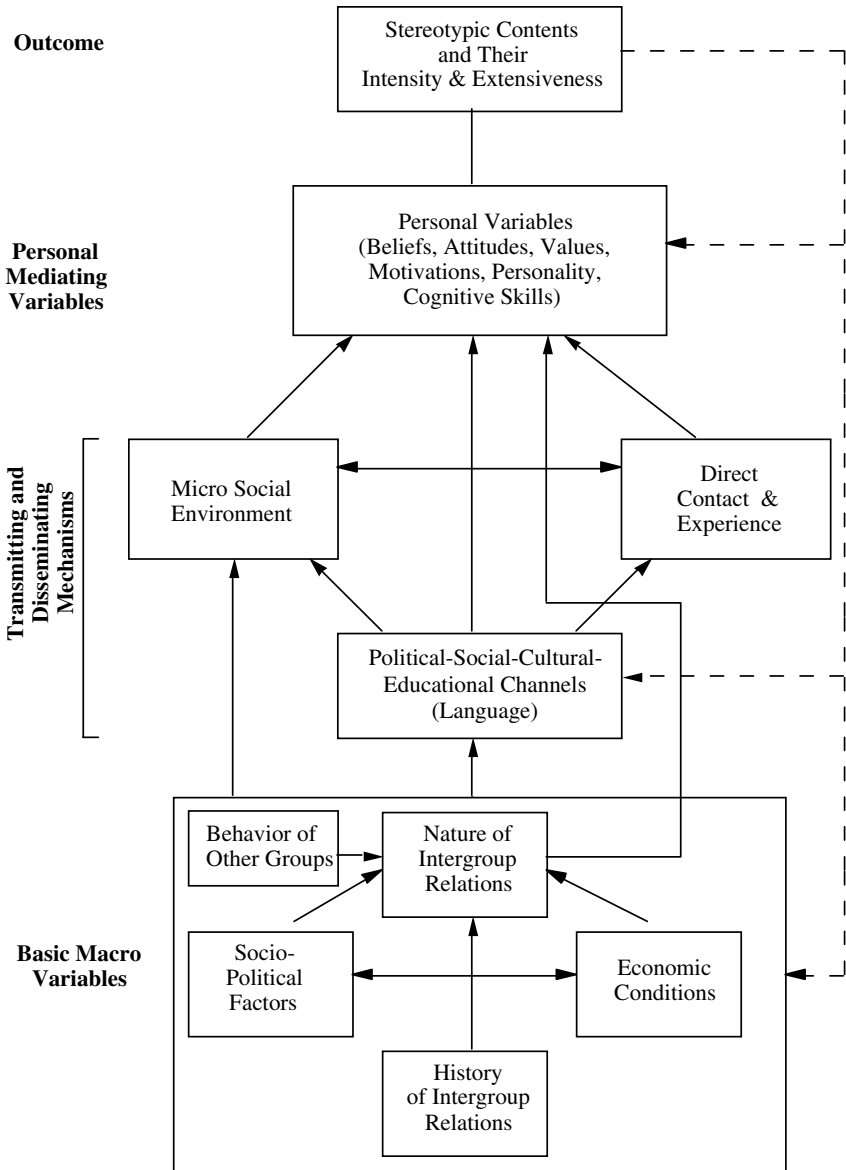 Outcome
Stereotypic Contents
and Their
Intensity & Extensiveness
Personal
Mediating
Variables
Personal Variables
(Beliefs, Attitudes, Values,
Motivations, Personality,
Cognitive Skills)
Transmitting and
Disseminating
Mechanisms
Micro Social
Environment
Direct
Contact &
Experience
Political-Social-Cultural-
Educational Channels
(Language)
Basic Macro
Variables
Behavior of
Other Groups
Nature of
Intergroup
Relations
Socio-
Political
Factors
Economic
Conditions
History
of Intergroup
Relations